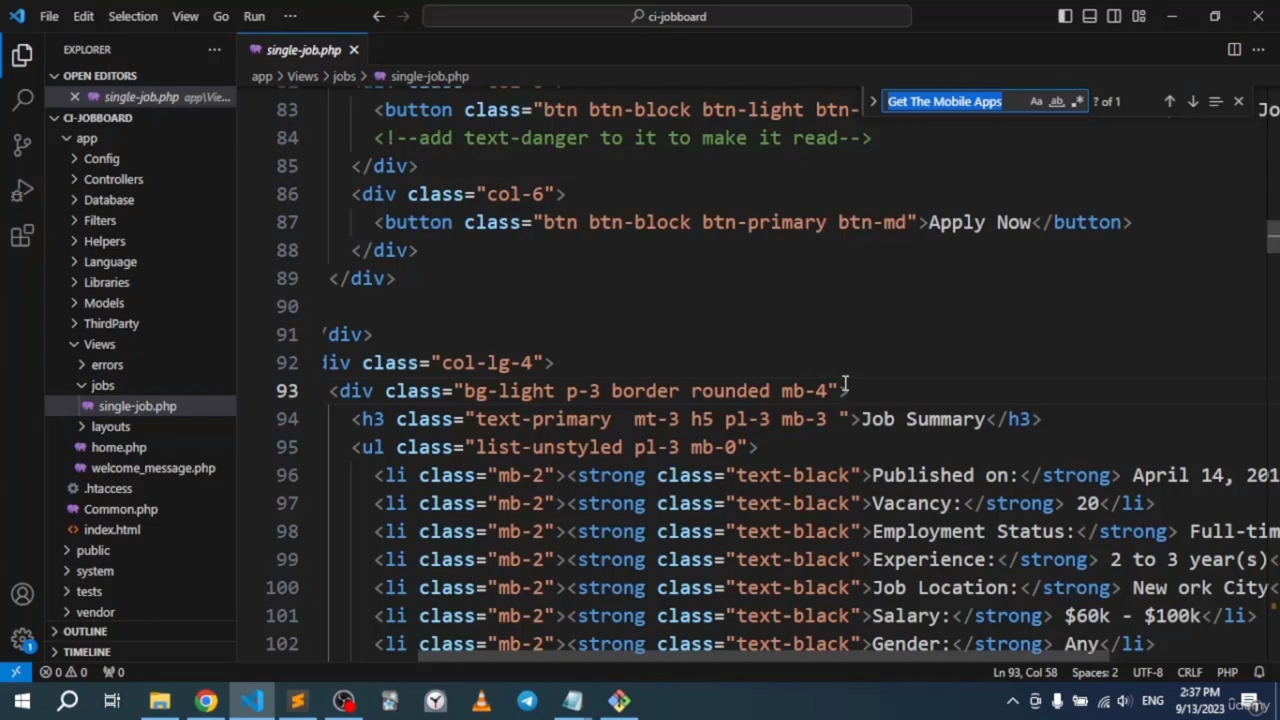 File Edit Selection View Go Run ··· ci-jobboard
EXPLORER ··· single-job.php
OPEN EDITORS app > Views > jobs > single-job.php
single-job.php app\Vie...
CI-JOBBOARD
app
Config
Controllers
Database
Filters
Helpers
Language
Libraries
Models
ThirdParty
Views
errors
jobs
single-job.php
layouts
home.php
welcome_message.php
.htaccess
Common.php
index.html
public
system
tests
vendor
OUTLINE
TIMELINE
Get The Mobile Apps Aa ab .* ? of 1
83 <button class="btn btn-block btn-light btn-
84 <!--add text-danger to it to make it read-->
85 </div>
86 <div class="col-6">
87 <button class="btn btn-block btn-primary btn-md">Apply Now</button>
88 </div>
89 </div>
90
91 /div>
92 div class="col-lg-4">
93 <div class="bg-light p-3 border rounded mb-4">
94 <h3 class="text-primary  mt-3 h5 pl-3 mb-3 ">Job Summary</h3>
95 <ul class="list-unstyled pl-3 mb-0">
96 <li class="mb-2"><strong class="text-black">Published on:</strong> April 14, 201
97 <li class="mb-2"><strong class="text-black">Vacancy:</strong> 20</li>
98 <li class="mb-2"><strong class="text-black">Employment Status:</strong> Full-tim
99 <li class="mb-2"><strong class="text-black">Experience:</strong> 2 to 3 year(s)<
100 <li class="mb-2"><strong class="text-black">Job Location:</strong> New ork City<
101 <li class="mb-2"><strong class="text-black">Salary:</strong> $60k - $100k</li>
102 <li class="mb-2"><strong class="text-black">Gender:</strong> Any</li>
0 0 0 Ln 93, Col 58 Spaces: 2 UTF-8 CRLF PHP
ENG 2:37 PM
9/13/2023
udemy